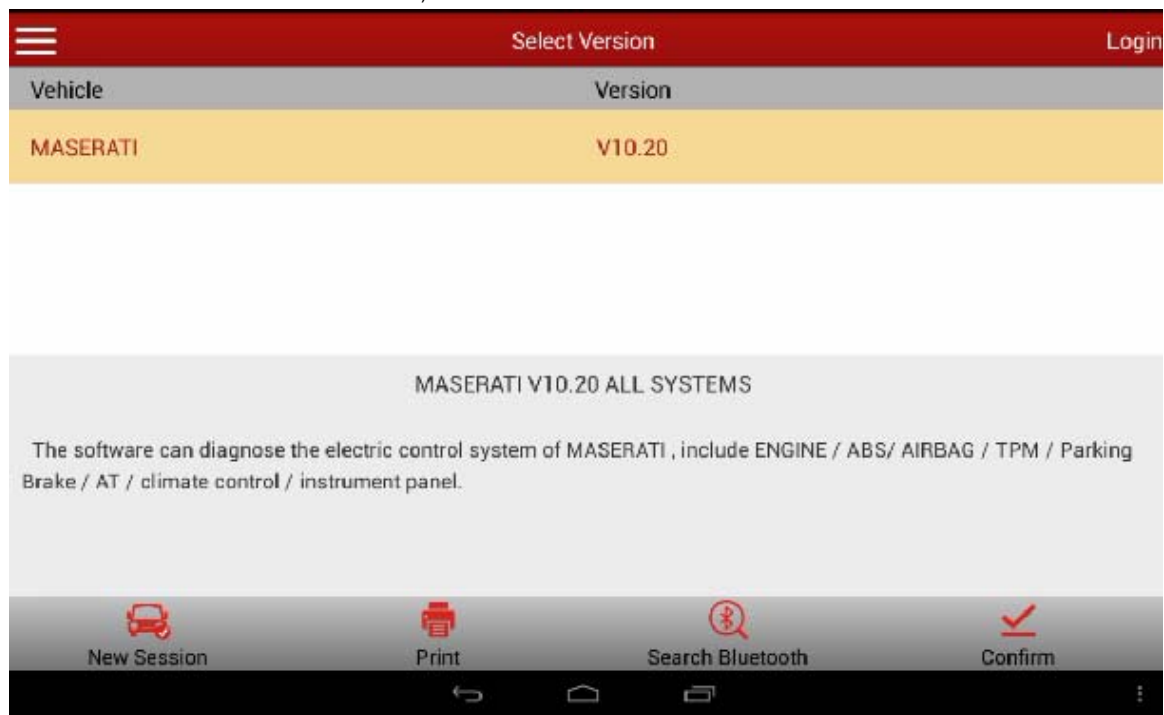 Select Version Login
Vehicle Version
MASERATI V10.20
MASERATI V10.20 ALL SYSTEMS
The software can diagnose the electric control system of MASERATI , include ENGINE / ABS/ AIRBAG / TPM / Parking
Brake / AT / climate control / instrument panel.
New Session Print Search Bluetooth Confirm